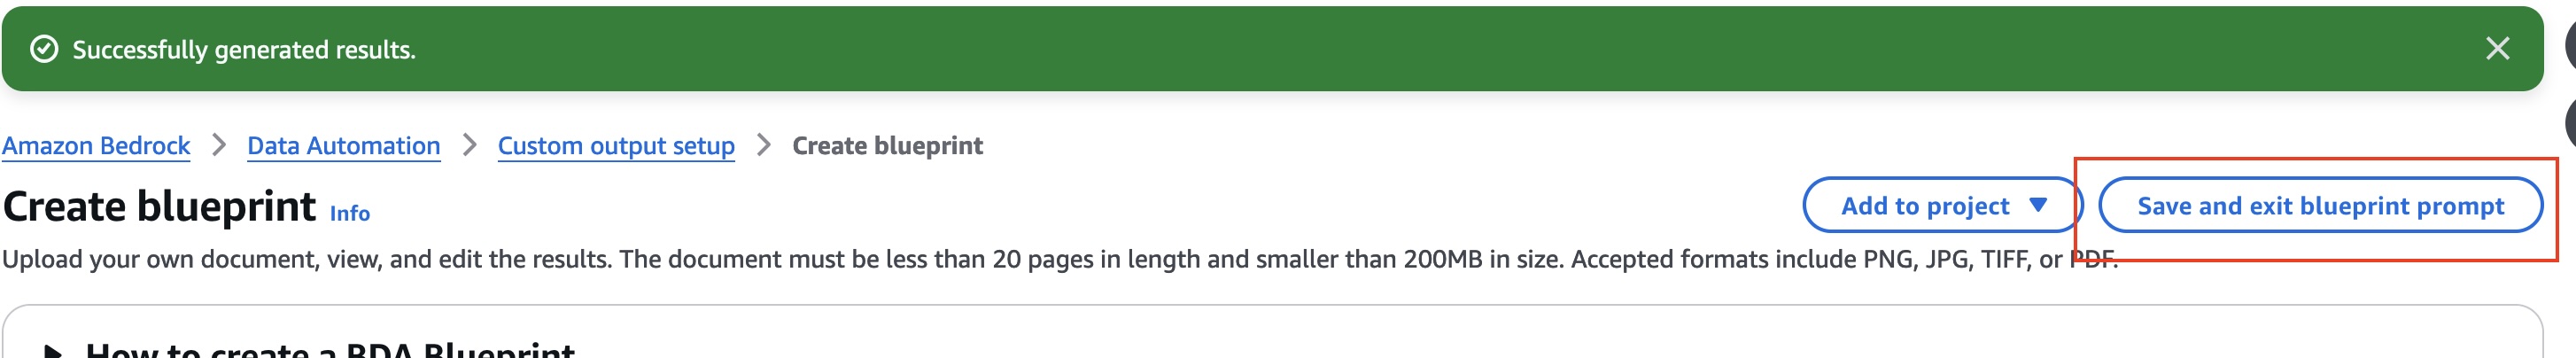 Successfully generated results.
Amazon Bedrock > Data Automation > Custom output setup > Create blueprint
Create blueprint Info
Add to project
Save and exit blueprint prompt
Upload your own document, view, and edit the results. The document must be less than 20 pages in length and smaller than 200MB in size. Accepted formats include PNG, JPG, TIFF, or PDF.
How to create a BDA Blueprint